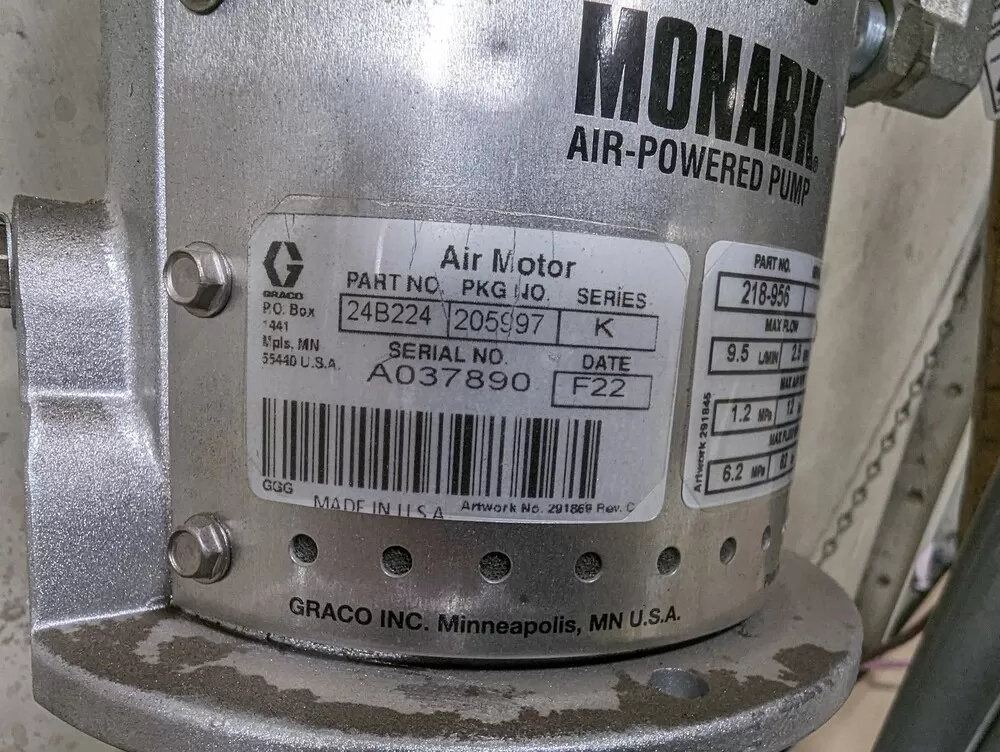 MONARK
AIR-POWERED PUMP
GRACO
P.O. Box
1441
Mpls, MN
55440 U.S.A.
Air Motor
PART NO. PKG NO. SERIES
24B224 205997 K
SERIAL NO. DATE
A037890 F22
GGG
MADE IN U.S.A. Artwork No. 291869 Rev. C
PART NO.
218-956
MAX FLOW
9.5 L/MIN
1.2 MPa
6.2 MPa
Artwork 291845
GRACO INC. Minneapolis, MN U.S.A.